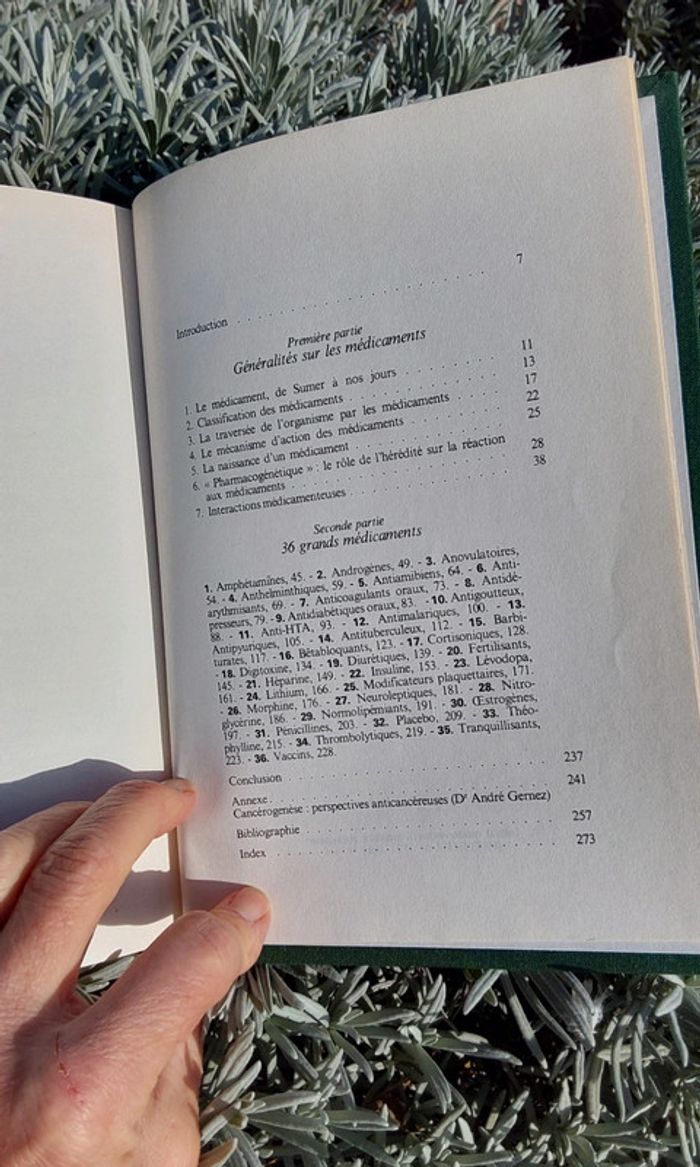 Introduction . . . . . . . . . . . . . . . . . . . . . . . . 7
Première partie
Généralités sur les médicaments
1. Le médicament, de Sumer à nos jours . . . . . . . . 11
2. Classification des médicaments . . . . . . . . . . . . 13
3. La traversée de l'organisme par les médicaments . . . . 17
4. Le mécanisme d'action des médicaments . . . . . . . . 22
5. La naissance d'un médicament . . . . . . . . . . . . 25
6. « Pharmacogénétique » : le rôle de l'hérédité sur la réaction
aux médicaments . . . . . . . . . . . . . . . . . . 28
7. Interactions médicamenteuses . . . . . . . . . . . . 38
Seconde partie
36 grands médicaments
1. Amphétamines, 45. - 2. Androgènes, 49. - 3. Anovulatoires,
54. - 4. Anthelminthiques, 59. - 5. Antiamibiens, 64. - 6. Anti-
arythmisants, 69. - 7. Anticoagulants oraux, 73. - 8. Antidé-
presseurs, 79. - 9. Antidiabétiques oraux, 83. - 10. Antigoutteux,
88. - 11. Anti-HTA, 93. - 12. Antimalariques, 100. - 13.
Antipyuriques, 105. - 14. Antituberculeux, 112. - 15. Barbi-
turates, 117. - 16. Bêtabloquants, 123. - 17. Cortisoniques, 128.
- 18. Digitoxine, 134. - 19. Diurétiques, 139. - 20. Fertilisants,
145. - 21. Héparine, 149. - 22. Insuline, 153. - 23. Lévodopa,
161. - 24. Lithium, 166. - 25. Modificateurs plaquettaires, 171.
- 26. Morphine, 176. - 27. Neuroleptiques, 181. - 28. Nitro-
glycérine, 186. - 29. Normolipémiants, 191. - 30. Œstrogènes,
197. - 31. Pénicillines, 203. - 32. Placebo, 209. - 33. Théo-
phylline, 215. - 34. Thrombolytiques, 219. - 35. Tranquillisants,
223. - 36. Vaccins, 228.
Conclusion . . . . . . . . . . . . . . . . . . . . . . . . 237
Annexe . . . . . . . . . . . . . . . . . . . . . . . . . . 241
Cancérogenèse : perspectives anticancéreuses (Dr André Gernez)
Bibliographie . . . . . . . . . . . . . . . . . . . . . . . 257
Index . . . . . . . . . . . . . . . . . . . . . . . . . . 273